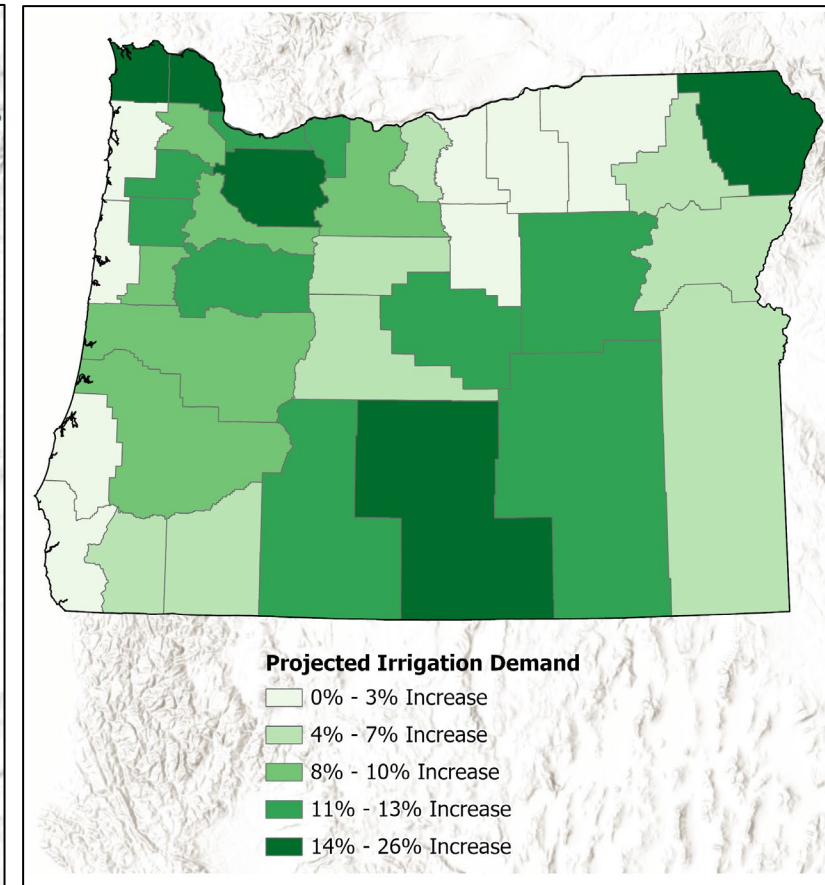 Projected Irrigation Demand
0% - 3% Increase
4% - 7% Increase
8% - 10% Increase
11% - 13% Increase
14% - 26% Increase